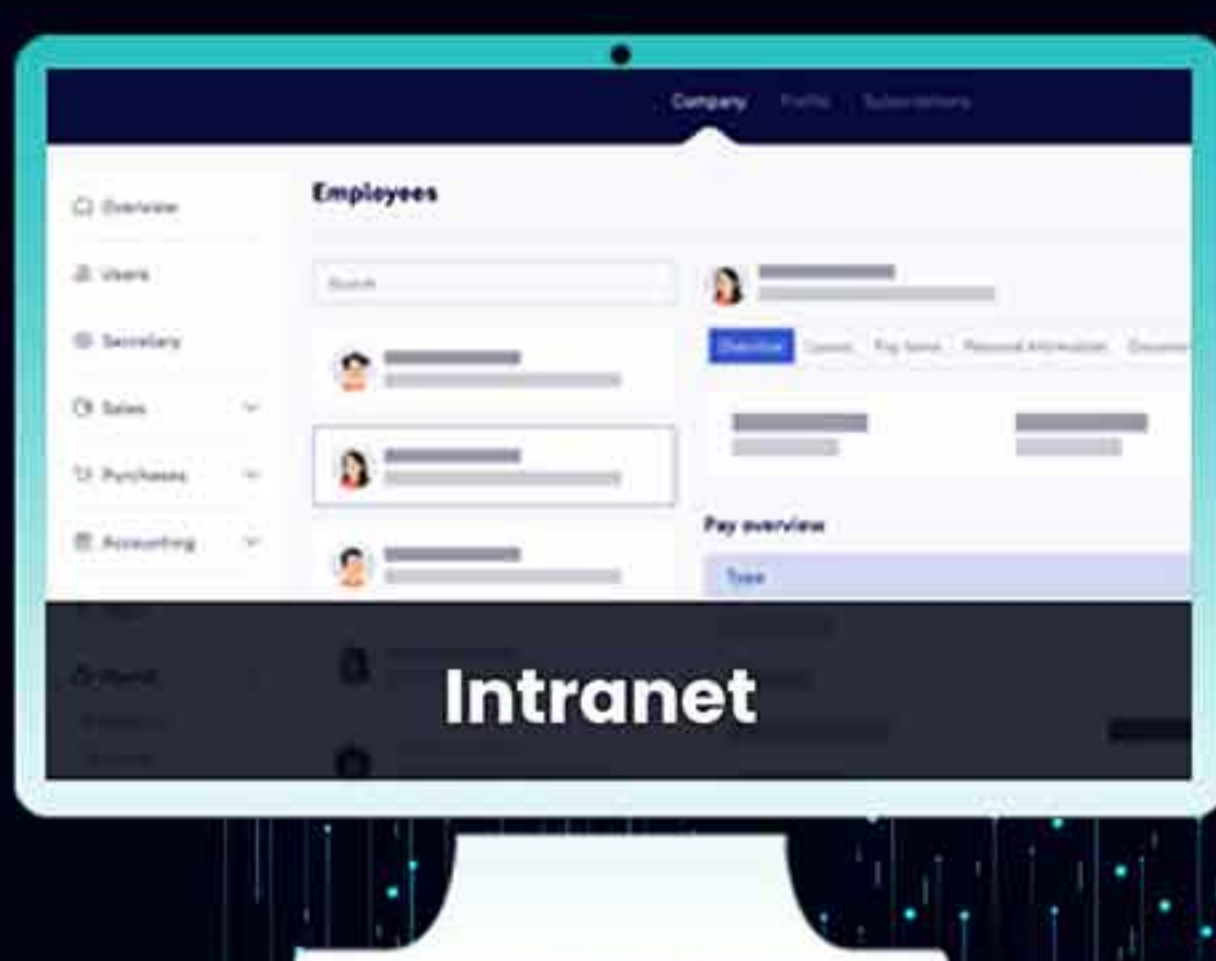 Company Profile Subscriptions
Employees
Overview
Users
Search
Secretary
Overview Pay items Personal information
Sales
Purchases
Pay overview
Accounting
Type
Intranet